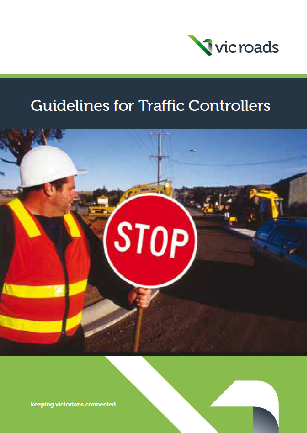 vic roads
Guidelines for Traffic Controllers
STOP
keeping victorians connected